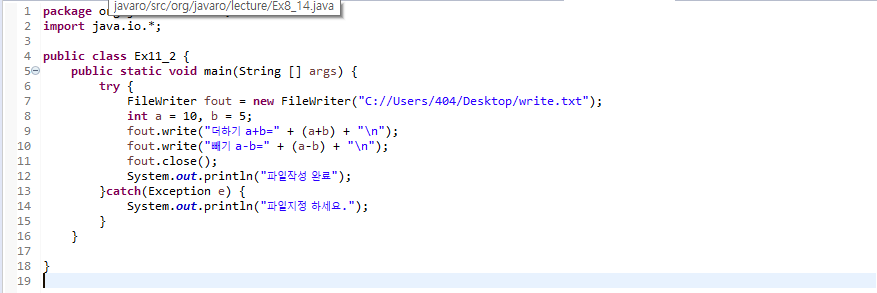 javaro/src/org/javaro/lecture/Ex8_14.java
1 package
2 import java.io.*;
3
4 public class Ex11_2 {
5 public static void main(String [] args) {
6 try {
7 FileWriter fout = new FileWriter("C://Users/404/Desktop/write.txt");
8 int a = 10, b = 5;
9 fout.write("더하기 a+b=" + (a+b) + "\n");
10 fout.write("빼기 a-b=" + (a-b) + "\n");
11 fout.close();
12 System.out.println("파일작성 완료");
13 }catch(Exception e) {
14 System.out.println("파일지정 하세요.");
15 }
16 }
17
18 }
19